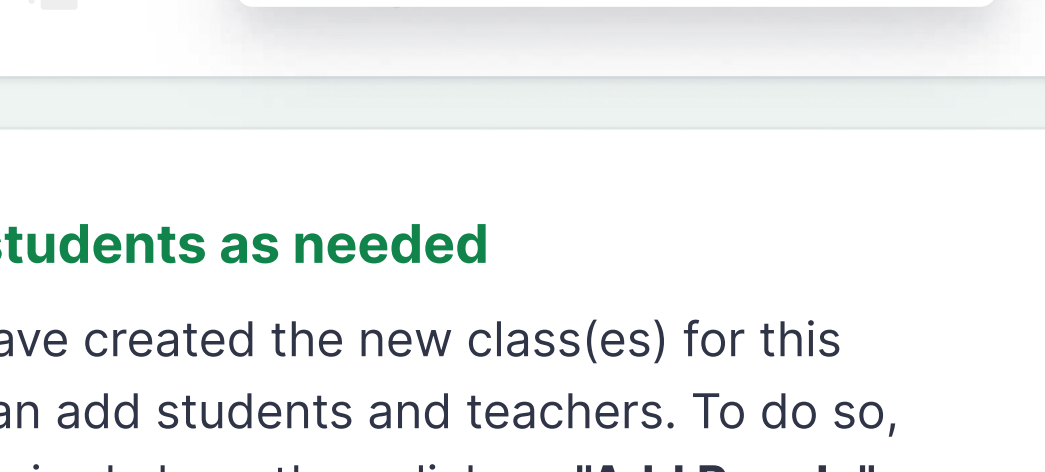 students as needed
ave created the new class(es) for this
an add students and teachers. To do so,